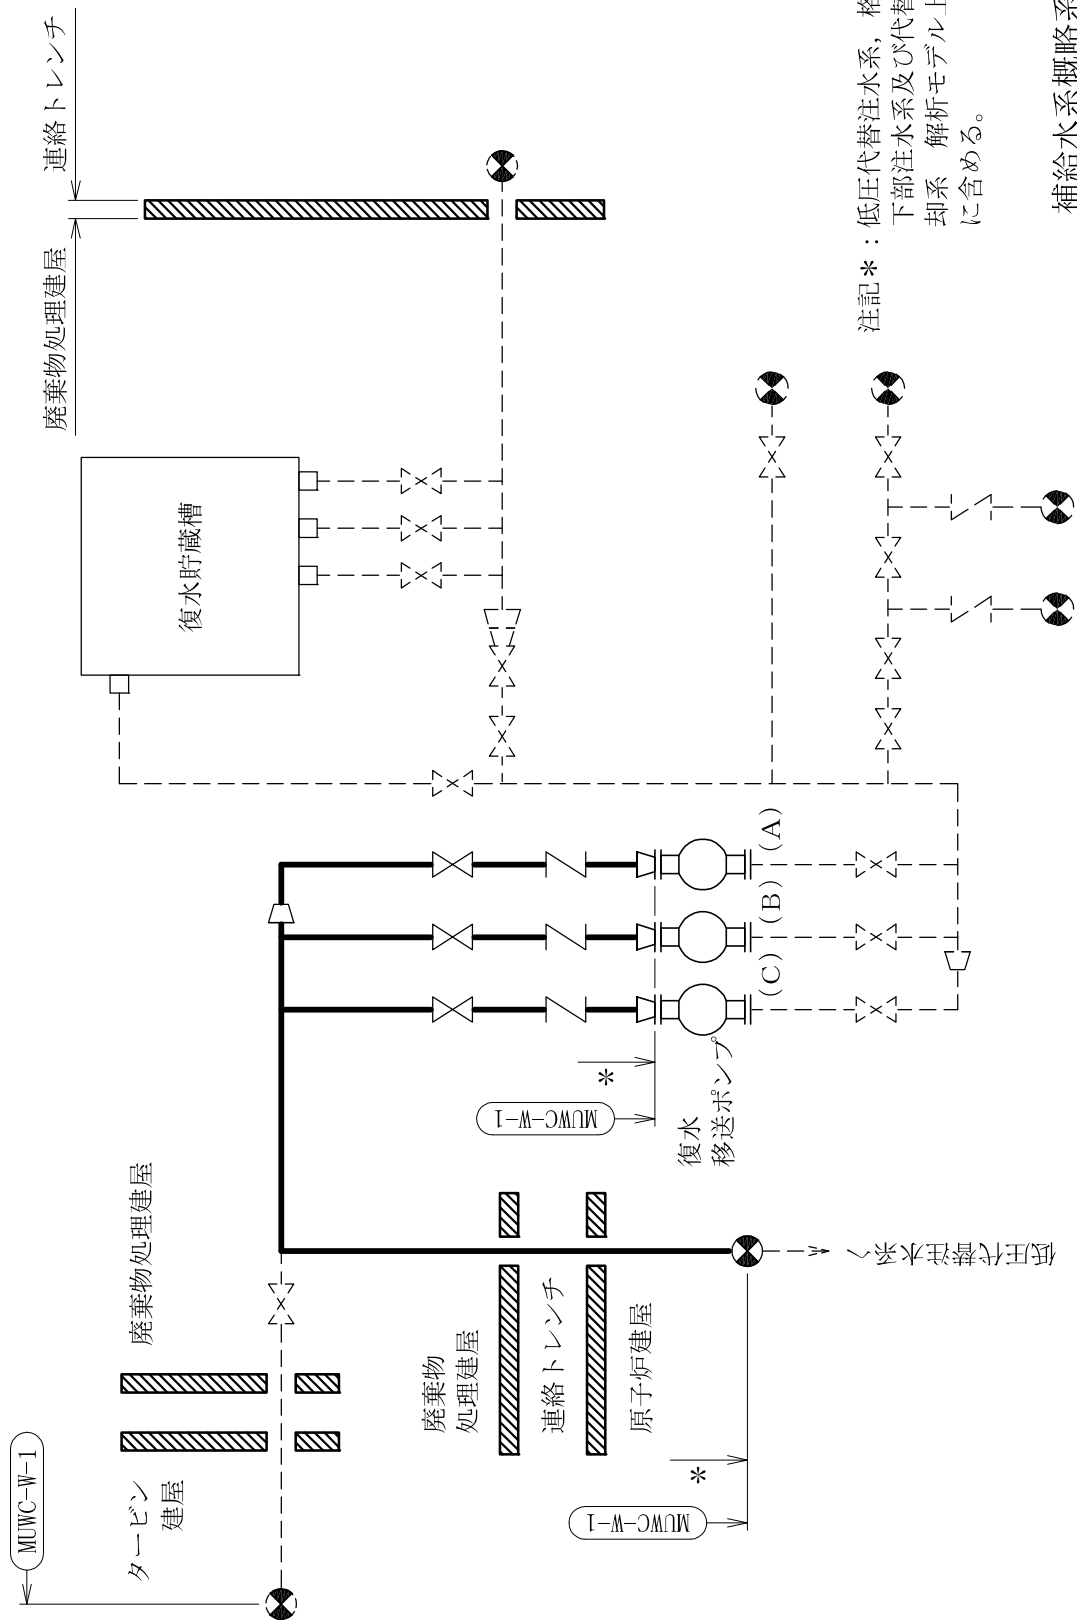 連絡トレンチ
廃棄物処理建屋
復水貯蔵槽
注記*：低圧代替注水系，格
下部注水系及び代替
却系 解析モデル上
に含める。
補給水系概略系
(A)
(B)
(C)
*
MUWC-W-1
復水
移送ポンプ
廃棄物処理建屋
タービン
建屋
MUWC-W-1
廃棄物
処理建屋
連絡トレンチ
原子炉建屋
*
MUWC-W-1
低圧代替注水系へ